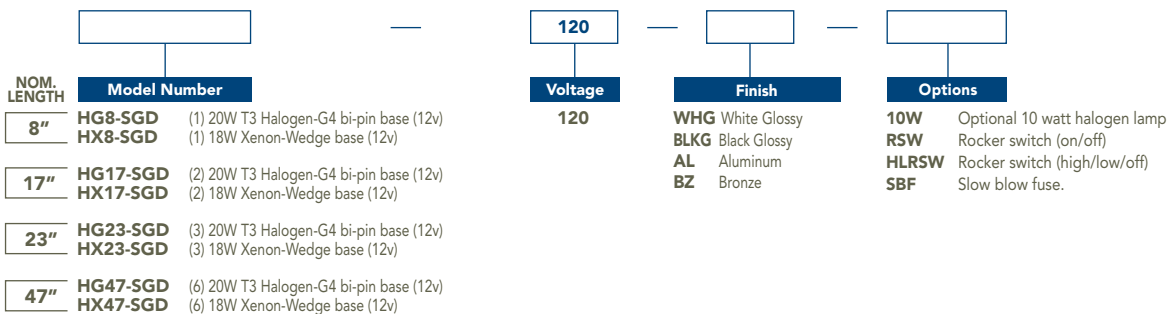 — 120 — —
NOM.
LENGTH
Model Number Voltage Finish Options
8” HG8-SGD (1) 20W T3 Halogen-G4 bi-pin base (12v) 120 WHG White Glossy 10W Optional 10 watt halogen lamp
HX8-SGD (1) 18W Xenon-Wedge base (12v) BLKG Black Glossy RSW Rocker switch (on/off)
AL Aluminum HLRSW Rocker switch (high/low/off)
17” HG17-SGD (2) 20W T3 Halogen-G4 bi-pin base (12v) BZ Bronze SBF Slow blow fuse.
HX17-SGD (2) 18W Xenon-Wedge base (12v)
23” HG23-SGD (3) 20W T3 Halogen-G4 bi-pin base (12v)
HX23-SGD (3) 18W Xenon-Wedge base (12v)
47” HG47-SGD (6) 20W T3 Halogen-G4 bi-pin base (12v)
HX47-SGD (6) 18W Xenon-Wedge base (12v)